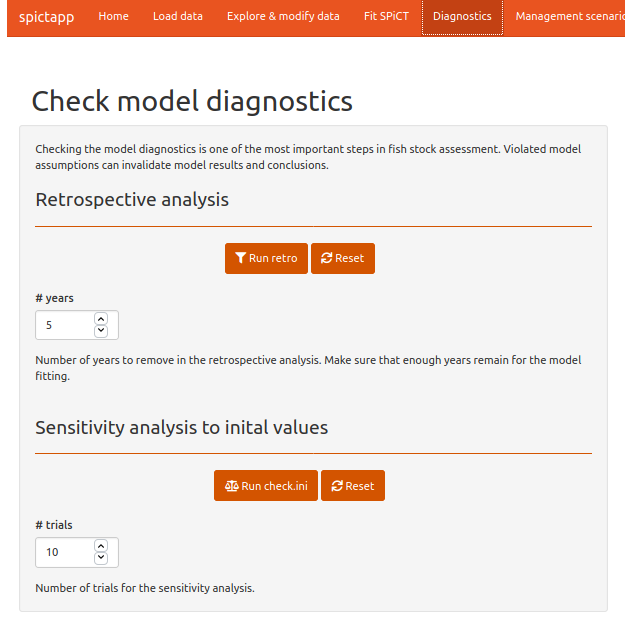 spictapp Home Load data Explore & modify data Fit SPiCT Diagnostics Management scenario
Check model diagnostics
Checking the model diagnostics is one of the most important steps in fish stock assessment. Violated model
assumptions can invalidate model results and conclusions.
Retrospective analysis
Run retro Reset
# years
5
Number of years to remove in the retrospective analysis. Make sure that enough years remain for the model
fitting.
Sensitivity analysis to inital values
Run check.ini Reset
# trials
10
Number of trials for the sensitivity analysis.